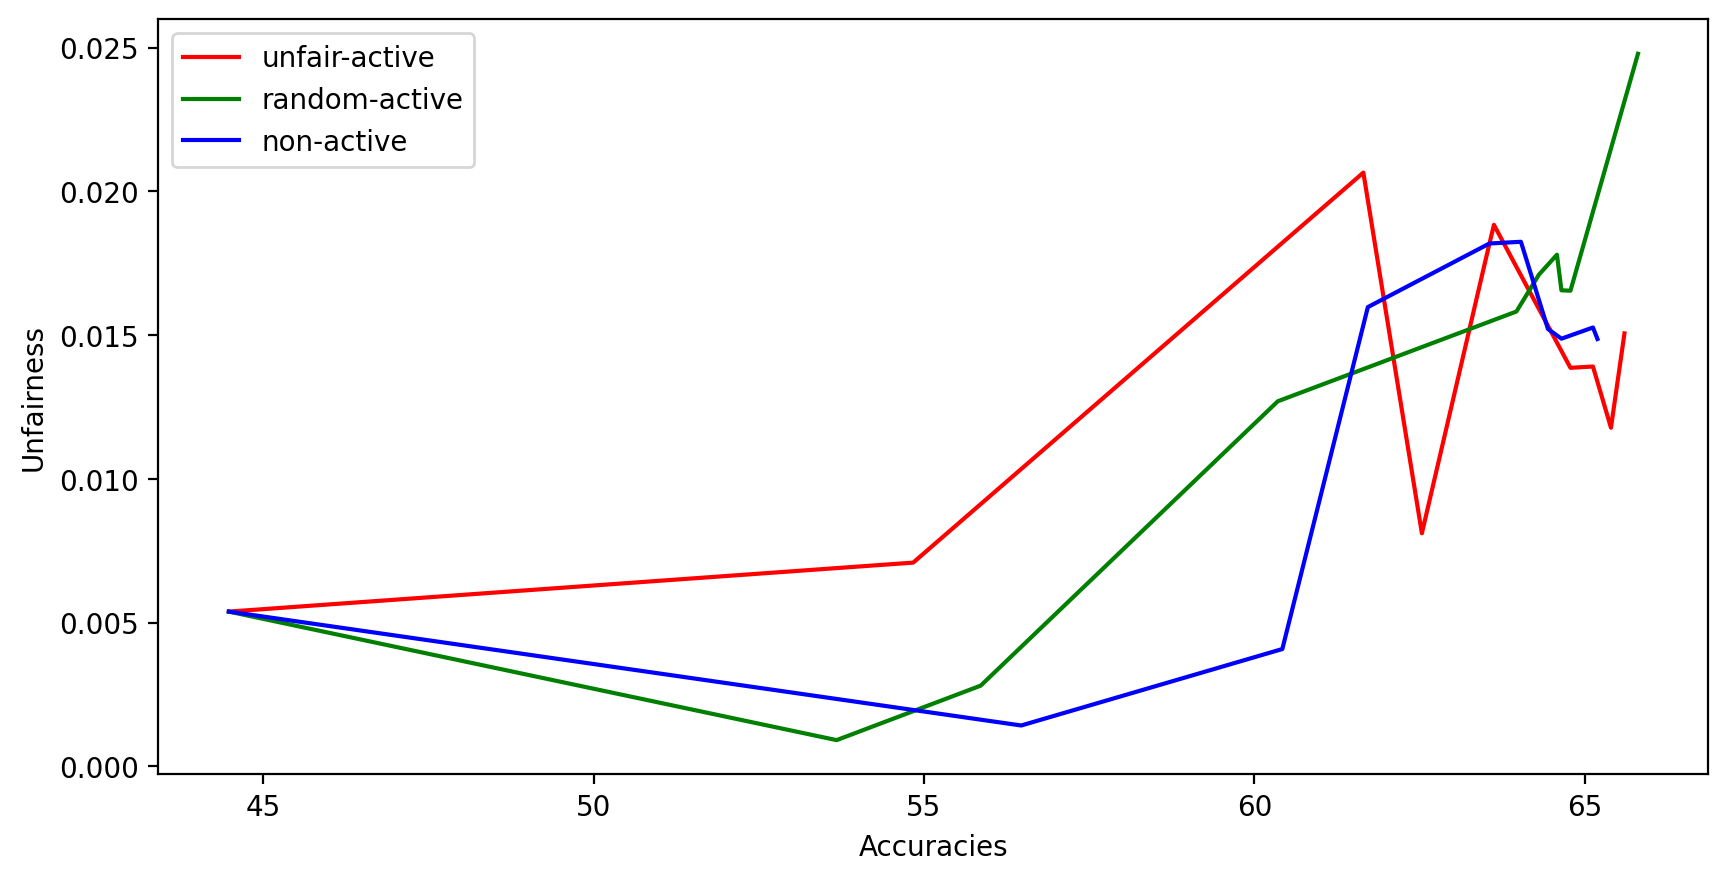 unfair-active
random-active
non-active
0.025
0.020
0.015
0.010
0.005
0.000
Unfairness
45 50 55 60 65
Accuracies